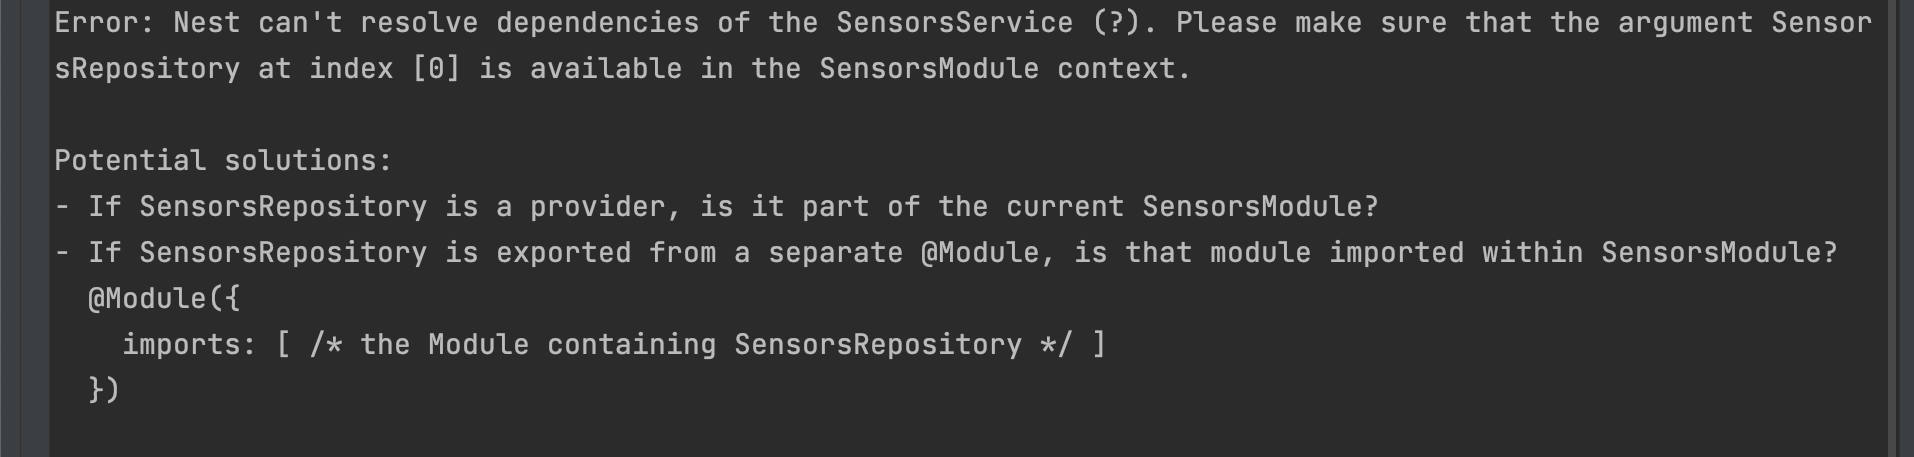 Error: Nest can't resolve dependencies of the SensorsService (?). Please make sure that the argument Sensor
sRepository at index [0] is available in the SensorsModule context.

Potential solutions:
- If SensorsRepository is a provider, is it part of the current SensorsModule?
- If SensorsRepository is exported from a separate @Module, is that module imported within SensorsModule?
  @Module({
    imports: [ /* the Module containing SensorsRepository */ ]
  })